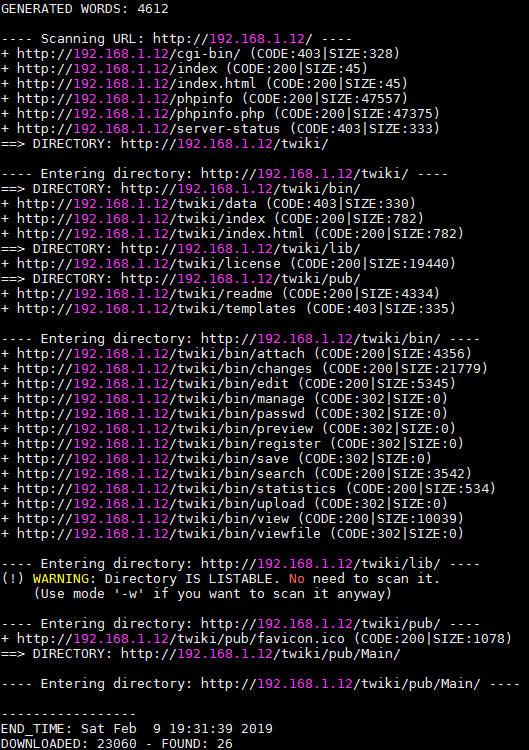 GENERATED WORDS: 4612
---- Scanning URL: http://192.168.1.12/ ----
+ http://192.168.1.12/cgi-bin/ (CODE:403|SIZE:328)
+ http://192.168.1.12/index (CODE:200|SIZE:45)
+ http://192.168.1.12/index.html (CODE:200|SIZE:45)
+ http://192.168.1.12/phpinfo (CODE:200|SIZE:47557)
+ http://192.168.1.12/phpinfo.php (CODE:200|SIZE:47375)
+ http://192.168.1.12/server-status (CODE:403|SIZE:333)
==> DIRECTORY: http://192.168.1.12/twiki/
---- Entering directory: http://192.168.1.12/twiki/ ----
==> DIRECTORY: http://192.168.1.12/twiki/bin/
+ http://192.168.1.12/twiki/data (CODE:403|SIZE:330)
+ http://192.168.1.12/twiki/index (CODE:200|SIZE:782)
+ http://192.168.1.12/twiki/index.html (CODE:200|SIZE:782)
==> DIRECTORY: http://192.168.1.12/twiki/lib/
+ http://192.168.1.12/twiki/license (CODE:200|SIZE:19440)
==> DIRECTORY: http://192.168.1.12/twiki/pub/
+ http://192.168.1.12/twiki/readme (CODE:200|SIZE:4334)
+ http://192.168.1.12/twiki/templates (CODE:403|SIZE:335)
---- Entering directory: http://192.168.1.12/twiki/bin/ ----
+ http://192.168.1.12/twiki/bin/attach (CODE:200|SIZE:4356)
+ http://192.168.1.12/twiki/bin/changes (CODE:200|SIZE:21779)
+ http://192.168.1.12/twiki/bin/edit (CODE:200|SIZE:5345)
+ http://192.168.1.12/twiki/bin/manage (CODE:302|SIZE:0)
+ http://192.168.1.12/twiki/bin/passwd (CODE:302|SIZE:0)
+ http://192.168.1.12/twiki/bin/preview (CODE:302|SIZE:0)
+ http://192.168.1.12/twiki/bin/register (CODE:302|SIZE:0)
+ http://192.168.1.12/twiki/bin/save (CODE:302|SIZE:0)
+ http://192.168.1.12/twiki/bin/search (CODE:200|SIZE:3542)
+ http://192.168.1.12/twiki/bin/statistics (CODE:200|SIZE:534)
+ http://192.168.1.12/twiki/bin/upload (CODE:302|SIZE:0)
+ http://192.168.1.12/twiki/bin/view (CODE:200|SIZE:10039)
+ http://192.168.1.12/twiki/bin/viewfile (CODE:302|SIZE:0)
---- Entering directory: http://192.168.1.12/twiki/lib/ ----
(!) WARNING: Directory IS LISTABLE. No need to scan it.
(Use mode '-w' if you want to scan it anyway)
---- Entering directory: http://192.168.1.12/twiki/pub/ ----
+ http://192.168.1.12/twiki/pub/favicon.ico (CODE:200|SIZE:1078)
==> DIRECTORY: http://192.168.1.12/twiki/pub/Main/
---- Entering directory: http://192.168.1.12/twiki/pub/Main/ ----
-----------------
END_TIME: Sat Feb  9 19:31:39 2019
DOWNLOADED: 23060 - FOUND: 26